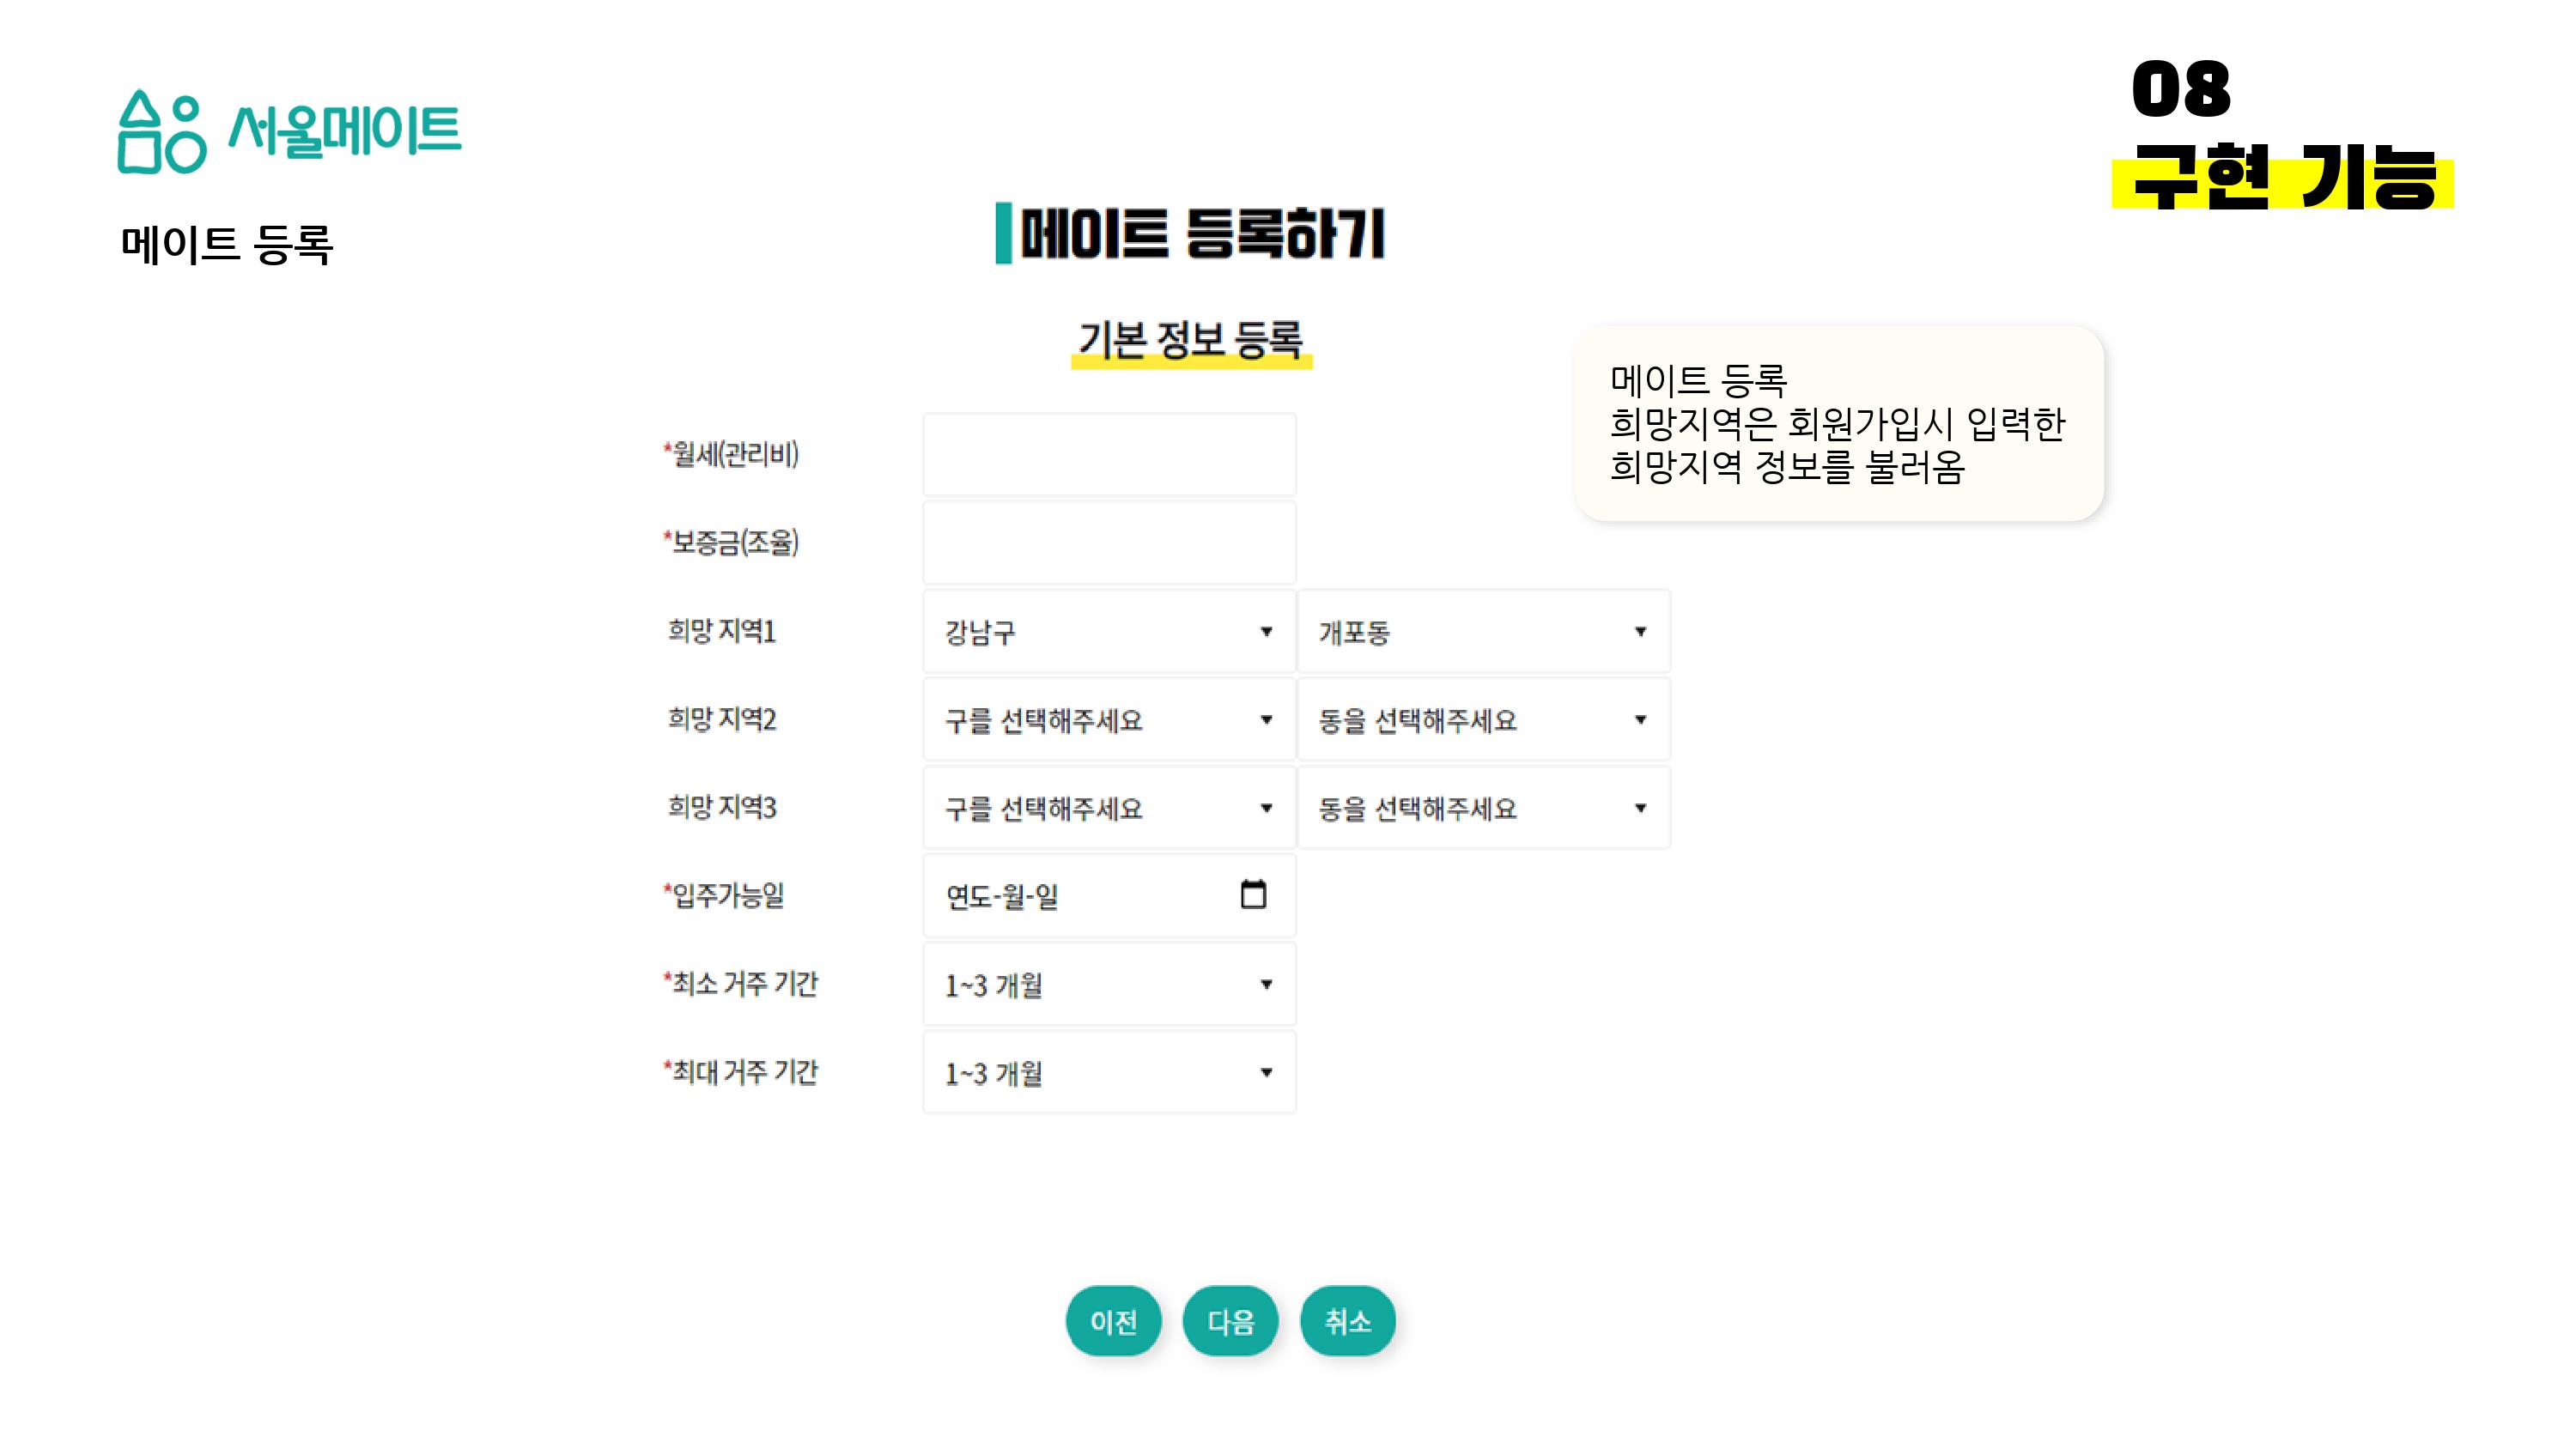 서울메이트
08
구현 기능
메이트 등록
메이트 등록하기
기본 정보 등록
메이트 등록
희망지역은 회원가입시 입력한
희망지역 정보를 불러옴
*월세(관리비)
*보증금(조율)
희망 지역1 강남구 개포동
희망 지역2 구를 선택해주세요 동을 선택해주세요
희망 지역3 구를 선택해주세요 동을 선택해주세요
*입주가능일 연도-월-일
*최소 거주 기간 1~3 개월
*최대 거주 기간 1~3 개월
이전 다음 취소